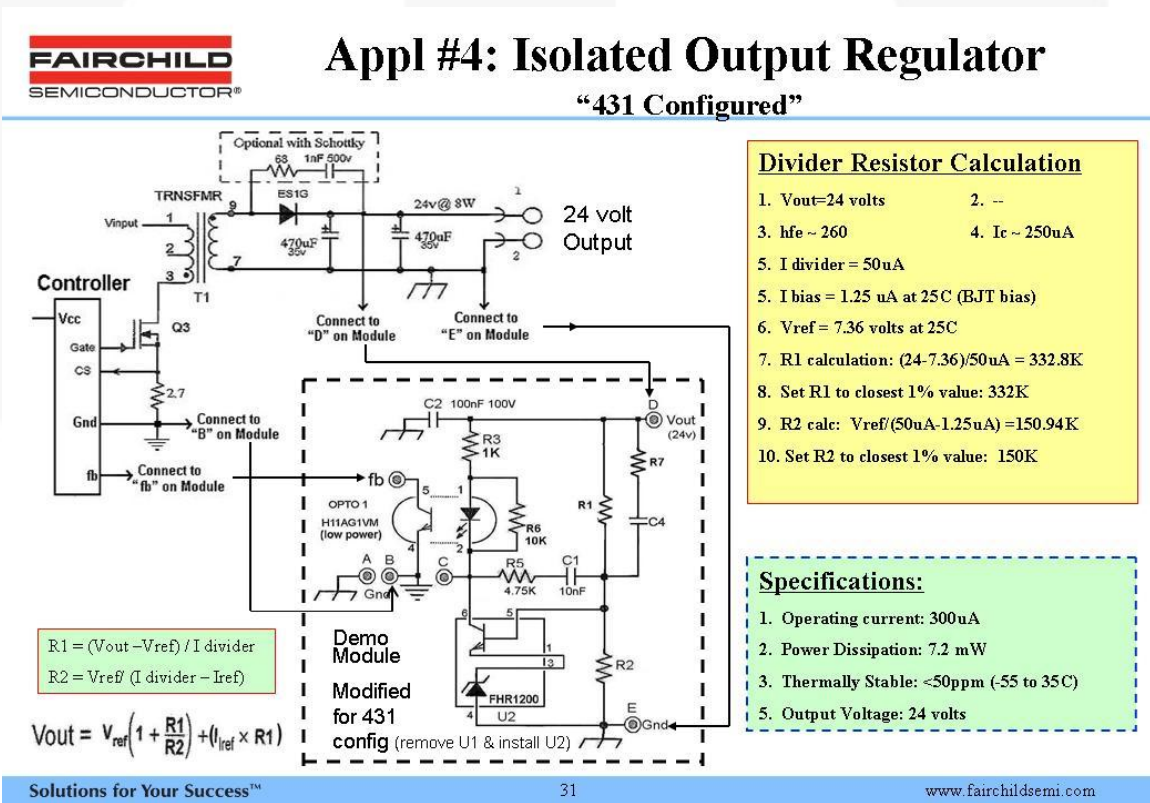 FAIRCHILD
SEMICONDUCTOR®
Appl #4: Isolated Output Regulator
“431 Configured”
Optional with Schottky
68 1nF 500v
TRNSFMR
ES1G
9
24v@ 8W
1
Vinput
1
2
3
7
T1
470uF
35v
470uF
35v
2
24 volt
Output
Controller
Vcc
Gate
CS
Gnd
fb
Q3
2.7
Connect to
“D” on Module
Connect to
“E” on Module
Connect to
“B” on Module
Connect to
“fb” on Module
C2 100nF 100V
D
Vout
(24v)
R3
1K
R7
fb
5
1
OPTO 1
H11AG1VM
(low power)
R1
C4
R6
10K
4
2
A B
C
R5
4.75K
C1
10nF
Gnd
6
5
1
3
FHR1200
4
U2
R2
E
Gnd
Demo
Module
Modified
for 431
config (remove U1 & install U2)
R1 = (Vout –Vref) / I divider
R2 = Vref/ (I divider – Iref)
Vout = Vref(1 + R1/R2) +(Iref × R1)
Divider Resistor Calculation
1. Vout=24 volts 2. --
3. hfe ~ 260 4. Ic ~ 250uA
5. I divider = 50uA
5. I bias = 1.25 uA at 25C (BJT bias)
6. Vref = 7.36 volts at 25C
7. R1 calculation: (24-7.36)/50uA = 332.8K
8. Set R1 to closest 1% value: 332K
9. R2 calc: Vref/(50uA-1.25uA) =150.94K
10. Set R2 to closest 1% value: 150K
Specifications:
1. Operating current: 300uA
2. Power Dissipation: 7.2 mW
3. Thermally Stable: <50ppm (-55 to 35C)
5. Output Voltage: 24 volts
Solutions for Your Success™
31
www.fairchildsemi.com